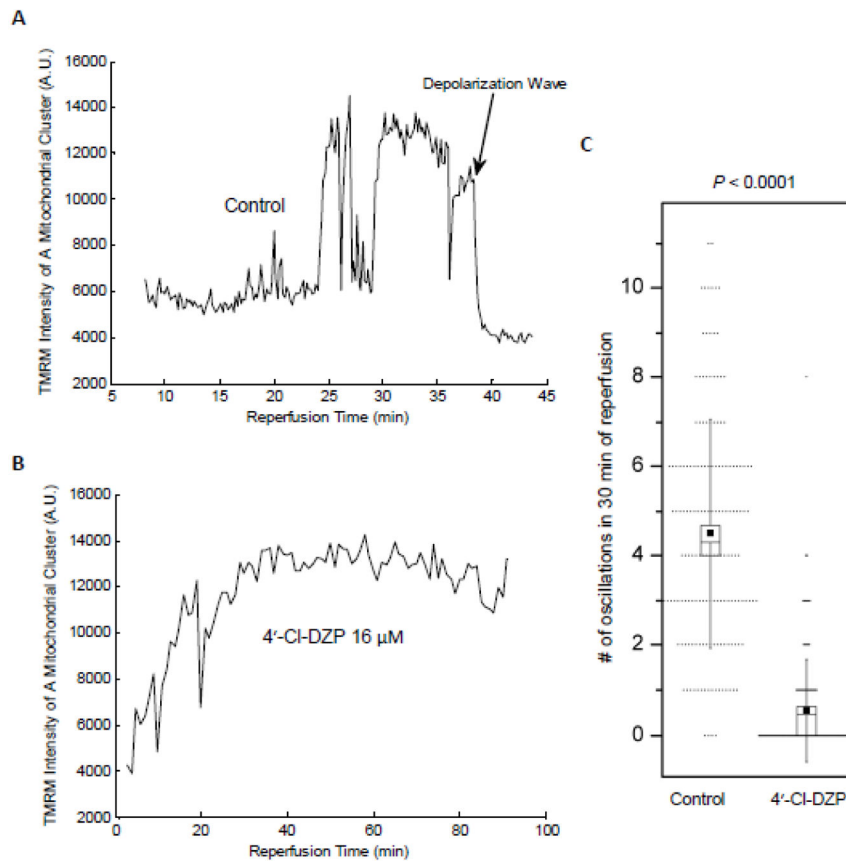 A
16000
14000
12000
10000
8000
6000
4000
2000
TMRM Intensity of A Mitochondrial Cluster (A.U.)
Control
Depolarization Wave
5 10 15 20 25 30 35 40 45
Reperfusion Time (min)
B
16000
14000
12000
10000
8000
6000
4000
2000
TMRM Intensity of A Mitochondrial Cluster (A.U.)
4′-Cl-DZP 16 μM
0 20 40 60 80 100
Reperfusion Time (min)
C
P < 0.0001
# of oscillations in 30 min of reperfusion
10
8
6
4
2
0
Control 4′-Cl-DZP